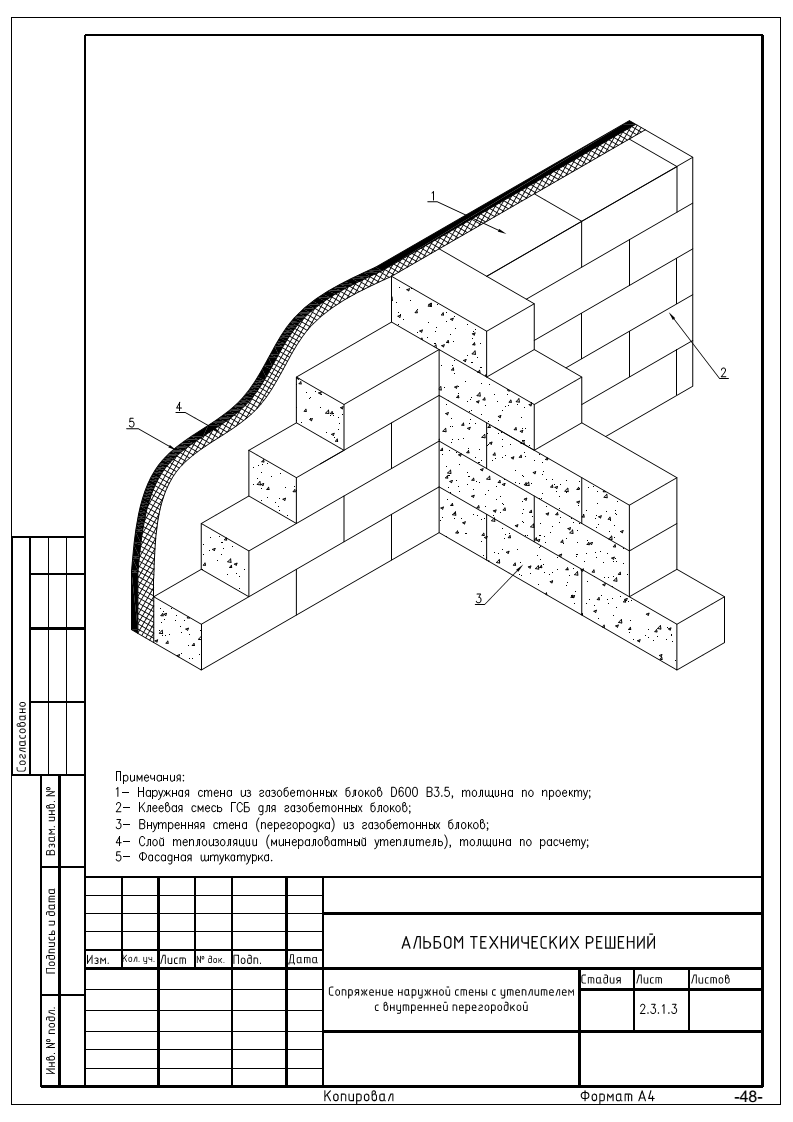 1
2
4
5
3
Примечания:
1— Наружная стена из газобетонных блоков D600 В3.5, толщина по проекту;
2— Клеевая смесь ГСБ для газобетонных блоков;
3— Внутренняя стена (перегородка) из газобетонных блоков;
4— Слой теплоизоляции (минераловатный утеплитель), толщина по расчету;
5— Фасадная штукатурка.
Согласовано
Взам. инв. №
Подпись и дата
Инв. № подл.
АЛЬБОМ ТЕХНИЧЕСКИХ РЕШЕНИЙ
Изм. Кол. уч. Лист № док. Подп. Дата
Стадия Лист Листов
Сопряжение наружной стены с утеплителем
с внутренней перегородкой
2.3.1.3
Копировал Формат А4 -48-